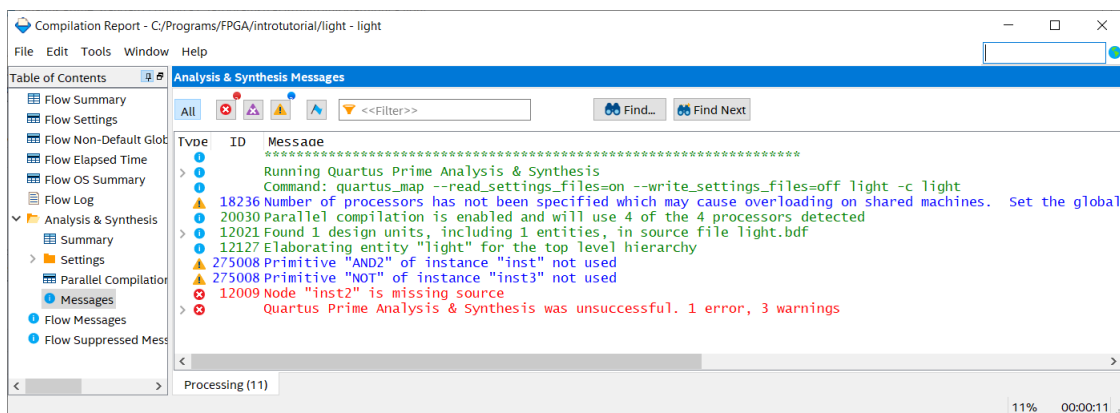 Compilation Report - C:/Programs/FPGA/introtutorial/light - light
File Edit Tools Window Help
Table of Contents
Flow Summary
Flow Settings
Flow Non-Default Glob
Flow Elapsed Time
Flow OS Summary
Flow Log
Analysis & Synthesis
Summary
Settings
Parallel Compilation
Messages
Flow Messages
Flow Suppressed Mess
Analysis & Synthesis Messages
All <<Filter>> Find... Find Next
Type ID Message
*******************************************************************
Running Quartus Prime Analysis & Synthesis
Command: quartus_map --read_settings_files=on --write_settings_files=off light -c light
18236 Number of processors has not been specified which may cause overloading on shared machines. Set the global
20030 Parallel compilation is enabled and will use 4 of the 4 processors detected
12021 Found 1 design units, including 1 entities, in source file light.bdf
12127 Elaborating entity "light" for the top level hierarchy
275008 Primitive "AND2" of instance "inst" not used
275008 Primitive "NOT" of instance "inst3" not used
12009 Node "inst2" is missing source
Quartus Prime Analysis & Synthesis was unsuccessful. 1 error, 3 warnings
Processing (11)
11% 00:00:11